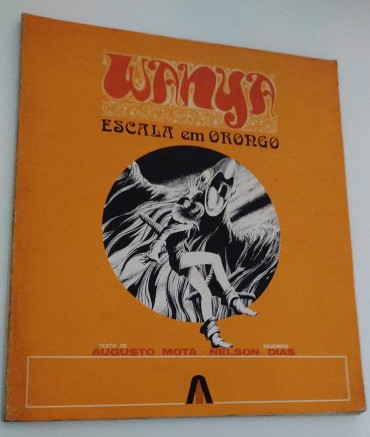 WANYA
ESCALA em ORONGO
TEXTO DE DESENHOS
AUGUSTO MOTA - NELSON DIAS